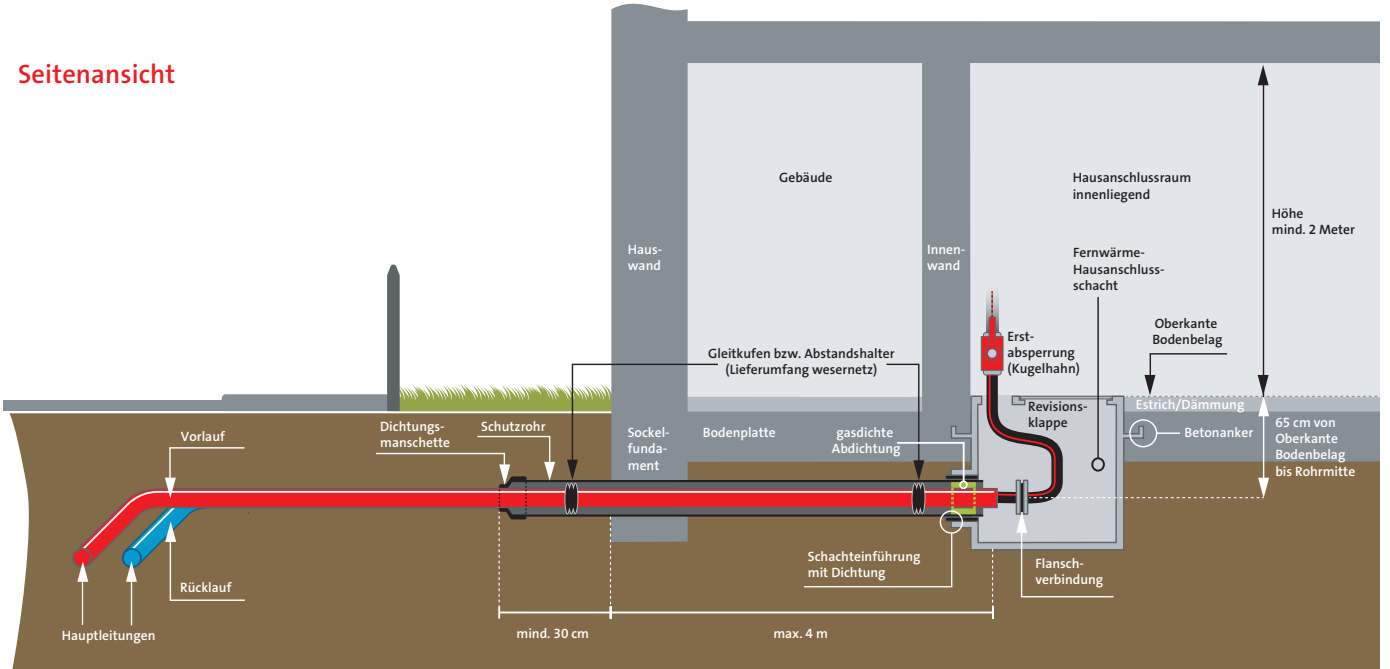 Seitenansicht
Gebäude
Hausanschlussraum
innenliegend
Höhe
mind. 2 Meter
Haus-
wand
Innen-
wand
Fernwärme-
Hausanschluss-
schacht
Oberkante
Bodenbelag
Erst-
absperrung
(Kugelhahn)
Gleitkufen bzw. Abstandshalter
(Lieferumfang wesernetz)
Revisions-
klappe
Estrich/Dämmung
Vorlauf
Dichtungs-
manschette
Schutzrohr
Sockel-
funda-
ment
Bodenplatte
gasdichte
Abdichtung
Betonanker
65 cm von
Oberkante
Bodenbelag
bis Rohrmitte
Rücklauf
Schachteinführung
mit Dichtung
Flansch-
verbindung
Hauptleitungen
mind. 30 cm
max. 4 m